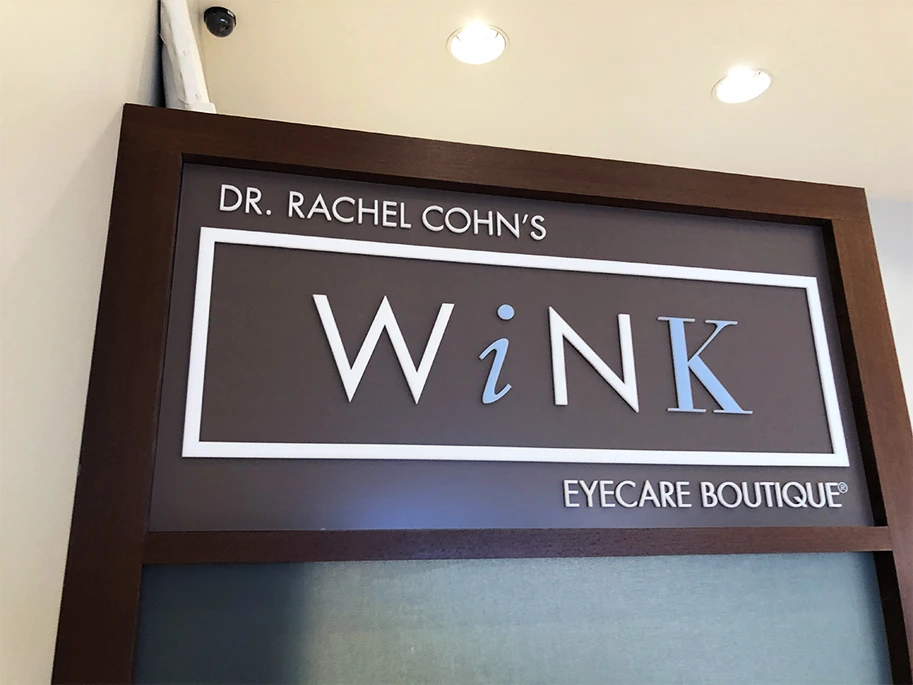 DR. RACHEL COHN'S
WiNK
EYECARE BOUTIQUE®